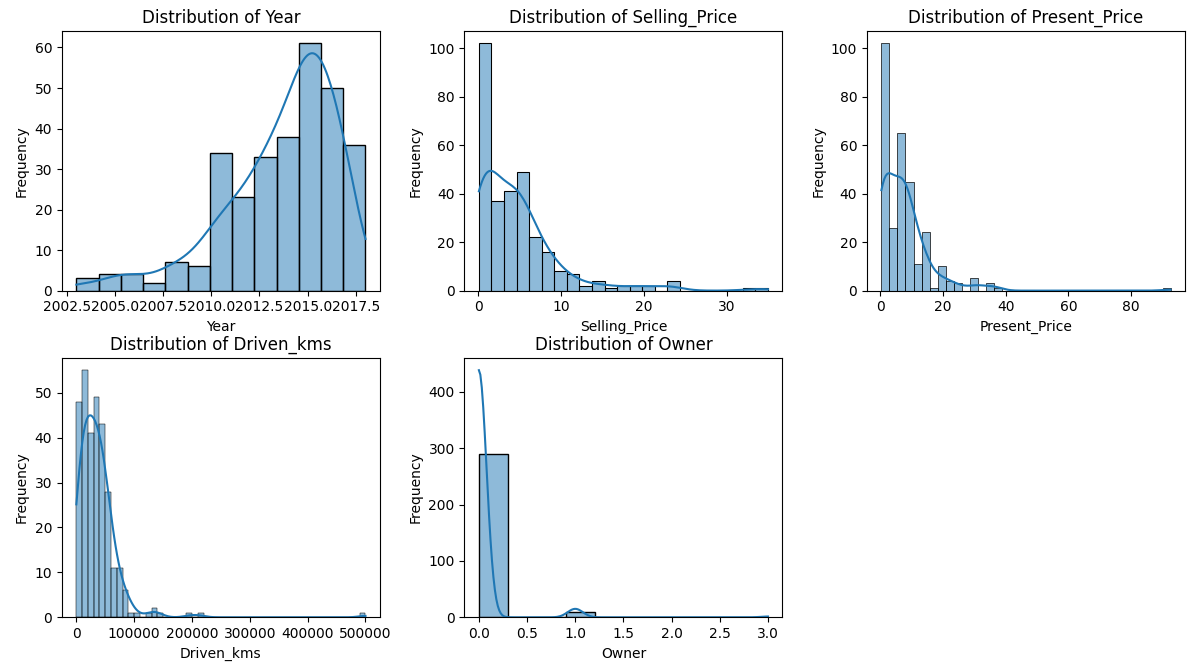 Distribution of Year
Frequency
60
50
40
30
20
10
0
2002.52005.02007.52010.02012.52015.02017.5
Year
Distribution of Selling_Price
Frequency
100
80
60
40
20
0
0 10 20 30
Selling_Price
Distribution of Present_Price
Frequency
100
80
60
40
20
0
0 20 40 60 80
Present_Price
Distribution of Driven_kms
Frequency
50
40
30
20
10
0
0 100000 200000 300000 400000 500000
Driven_kms
Distribution of Owner
Frequency
400
300
200
100
0
0.0 0.5 1.0 1.5 2.0 2.5 3.0
Owner